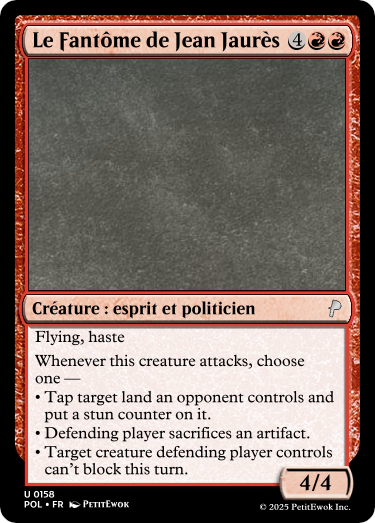 Le Fantôme de Jean Jaurès 4
Créature : esprit et politicien
Flying, haste
Whenever this creature attacks, choose
one —
• Tap target land an opponent controls and
put a stun counter on it.
• Defending player sacrifices an artifact.
• Target creature defending player controls
can't block this turn.
4/4
U 0158
POL • FR PetitEwok
© 2025 PetitEwok Inc.